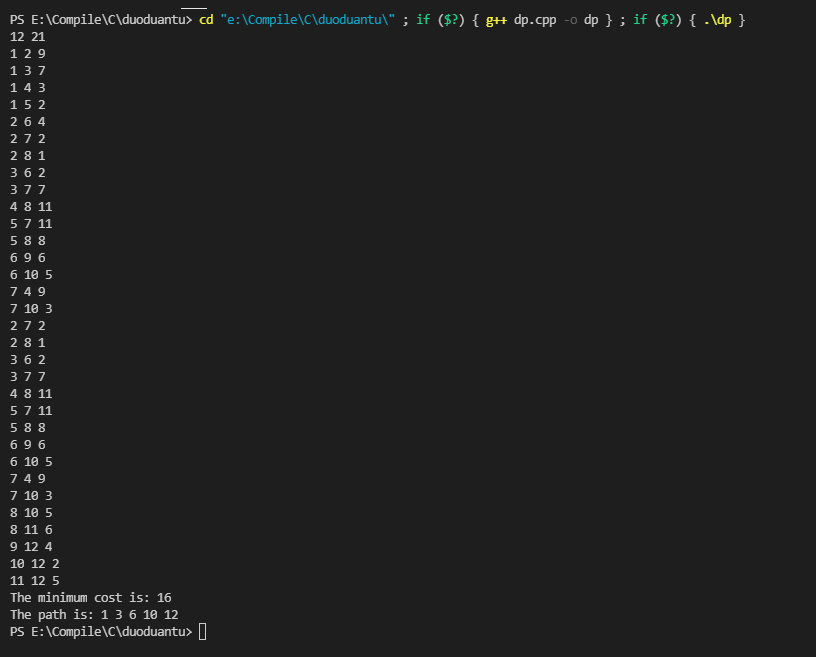 PS E:\Compile\C\duoduantu> cd "e:\Compile\C\duoduantu\" ; if ($?) { g++ dp.cpp -o dp } ; if ($?) { .\dp }
12 21
1 2 9
1 3 7
1 4 3
1 5 2
2 6 4
2 7 2
2 8 1
3 6 2
3 7 7
4 8 11
5 7 11
5 8 8
6 9 6
6 10 5
7 4 9
7 10 3
2 7 2
2 8 1
3 6 2
3 7 7
4 8 11
5 7 11
5 8 8
6 9 6
6 10 5
7 4 9
7 10 3
8 10 5
8 11 6
9 12 4
10 12 2
11 12 5
The minimum cost is: 16
The path is: 1 3 6 10 12
PS E:\Compile\C\duoduantu>